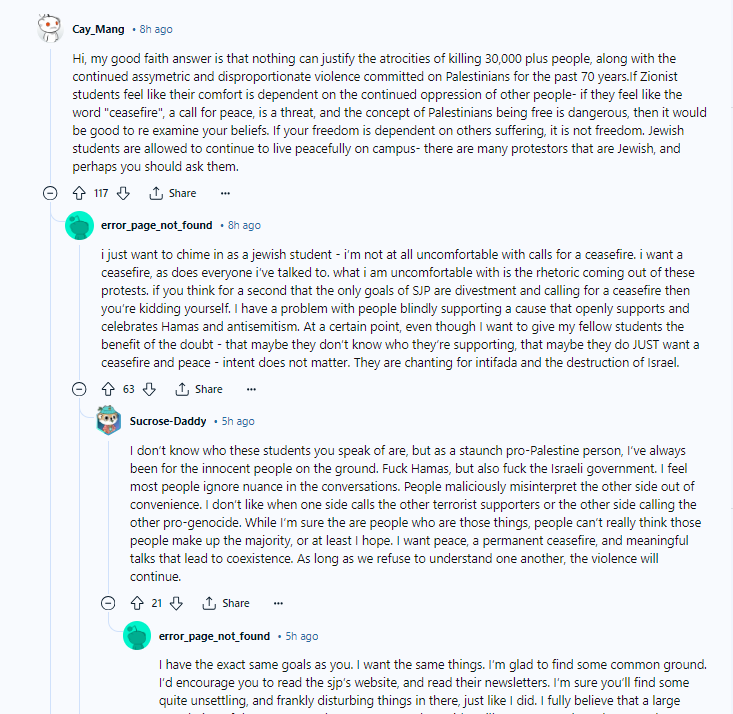 Cay_Mang • 8h ago
Hi, my good faith answer is that nothing can justify the atrocities of killing 30,000 plus people, along with the
continued assymetric and disproportionate violence committed on Palestinians for the past 70 years.If Zionist
students feel like their comfort is dependent on the continued oppression of other people- if they feel like the
word "ceasefire", a call for peace, is a threat, and the concept of Palestinians being free is dangerous, then it would
be good to re examine your beliefs. If your freedom is dependent on others suffering, it is not freedom. Jewish
students are allowed to continue to live peacefully on campus- there are many protestors that are Jewish, and
perhaps you should ask them.
117 Share ...
error_page_not_found • 8h ago
i just want to chime in as a jewish student - i'm not at all uncomfortable with calls for a ceasefire. i want a
ceasefire, as does everyone i've talked to. what i am uncomfortable with is the rhetoric coming out of these
protests. if you think for a second that the only goals of SJP are divestment and calling for a ceasefire then
you're kidding yourself. I have a problem with people blindly supporting a cause that openly supports and
celebrates Hamas and antisemitism. At a certain point, even though I want to give my fellow students the
benefit of the doubt - that maybe they don't know who they're supporting, that maybe they do JUST want a
ceasefire and peace - intent does not matter. They are chanting for intifada and the destruction of Israel.
63 Share ...
Sucrose-Daddy • 5h ago
I don't know who these students you speak of are, but as a staunch pro-Palestine person, I've always
been for the innocent people on the ground. Fuck Hamas, but also fuck the Israeli government. I feel
most people ignore nuance in the conversations. People maliciously misinterpret the other side out of
convenience. I don't like when one side calls the other terrorist supporters or the other side calling the
other pro-genocide. While I'm sure the are people who are those things, people can't really think those
people make up the majority, or at least I hope. I want peace, a permanent ceasefire, and meaningful
talks that lead to coexistence. As long as we refuse to understand one another, the violence will
continue.
21 Share ...
error_page_not_found • 5h ago
I have the exact same goals as you. I want the same things. I'm glad to find some common ground.
I'd encourage you to read the sjp's website, and read their newsletters. I'm sure you'll find some
quite unsettling, and frankly disturbing things in there, just like I did. I fully believe that a large